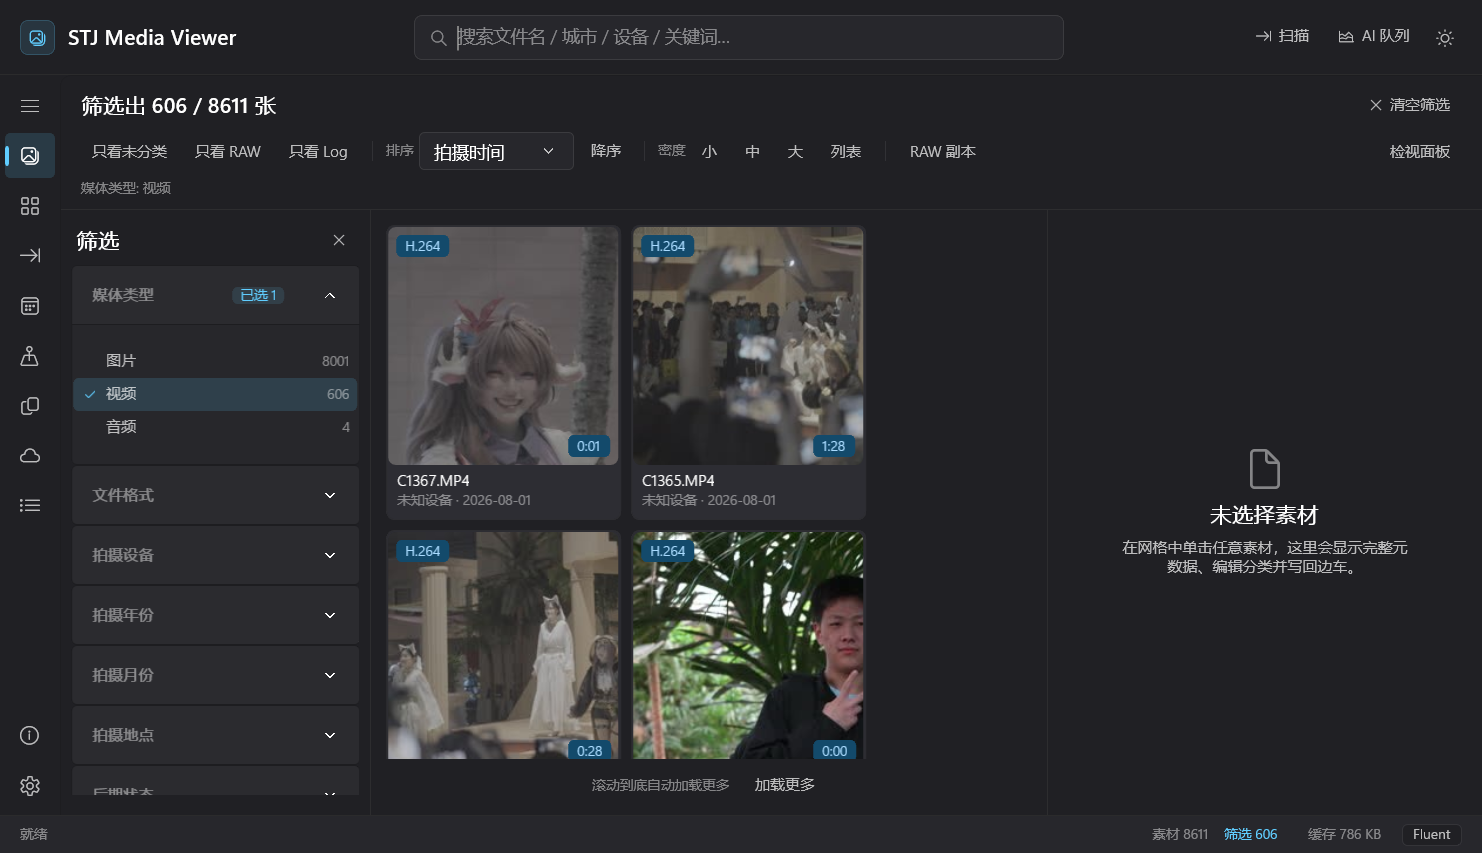 STJ Media Viewer
搜索文件名 / 城市 / 设备 / 关键词...
扫描
AI 队列
筛选出 606 / 8611 张
清空筛选
只看未分类
只看 RAW
只看 Log
排序
拍摄时间
降序
密度
小
中
大
列表
RAW 副本
检视面板
媒体类型: 视频
筛选
媒体类型
已选 1
图片
8001
视频
606
音频
4
文件格式
拍摄设备
拍摄年份
拍摄月份
拍摄地点
后期状态
H.264
0:01
C1367.MP4
未知设备 · 2026-08-01
H.264
1:28
C1365.MP4
未知设备 · 2026-08-01
H.264
0:28
H.264
0:00
滚动到底自动加载更多
加载更多
未选择素材
在网格中单击任意素材，这里会显示完整元
数据、编辑分类并写回边车。
就绪
素材 8611
筛选 606
缓存 786 KB
Fluent